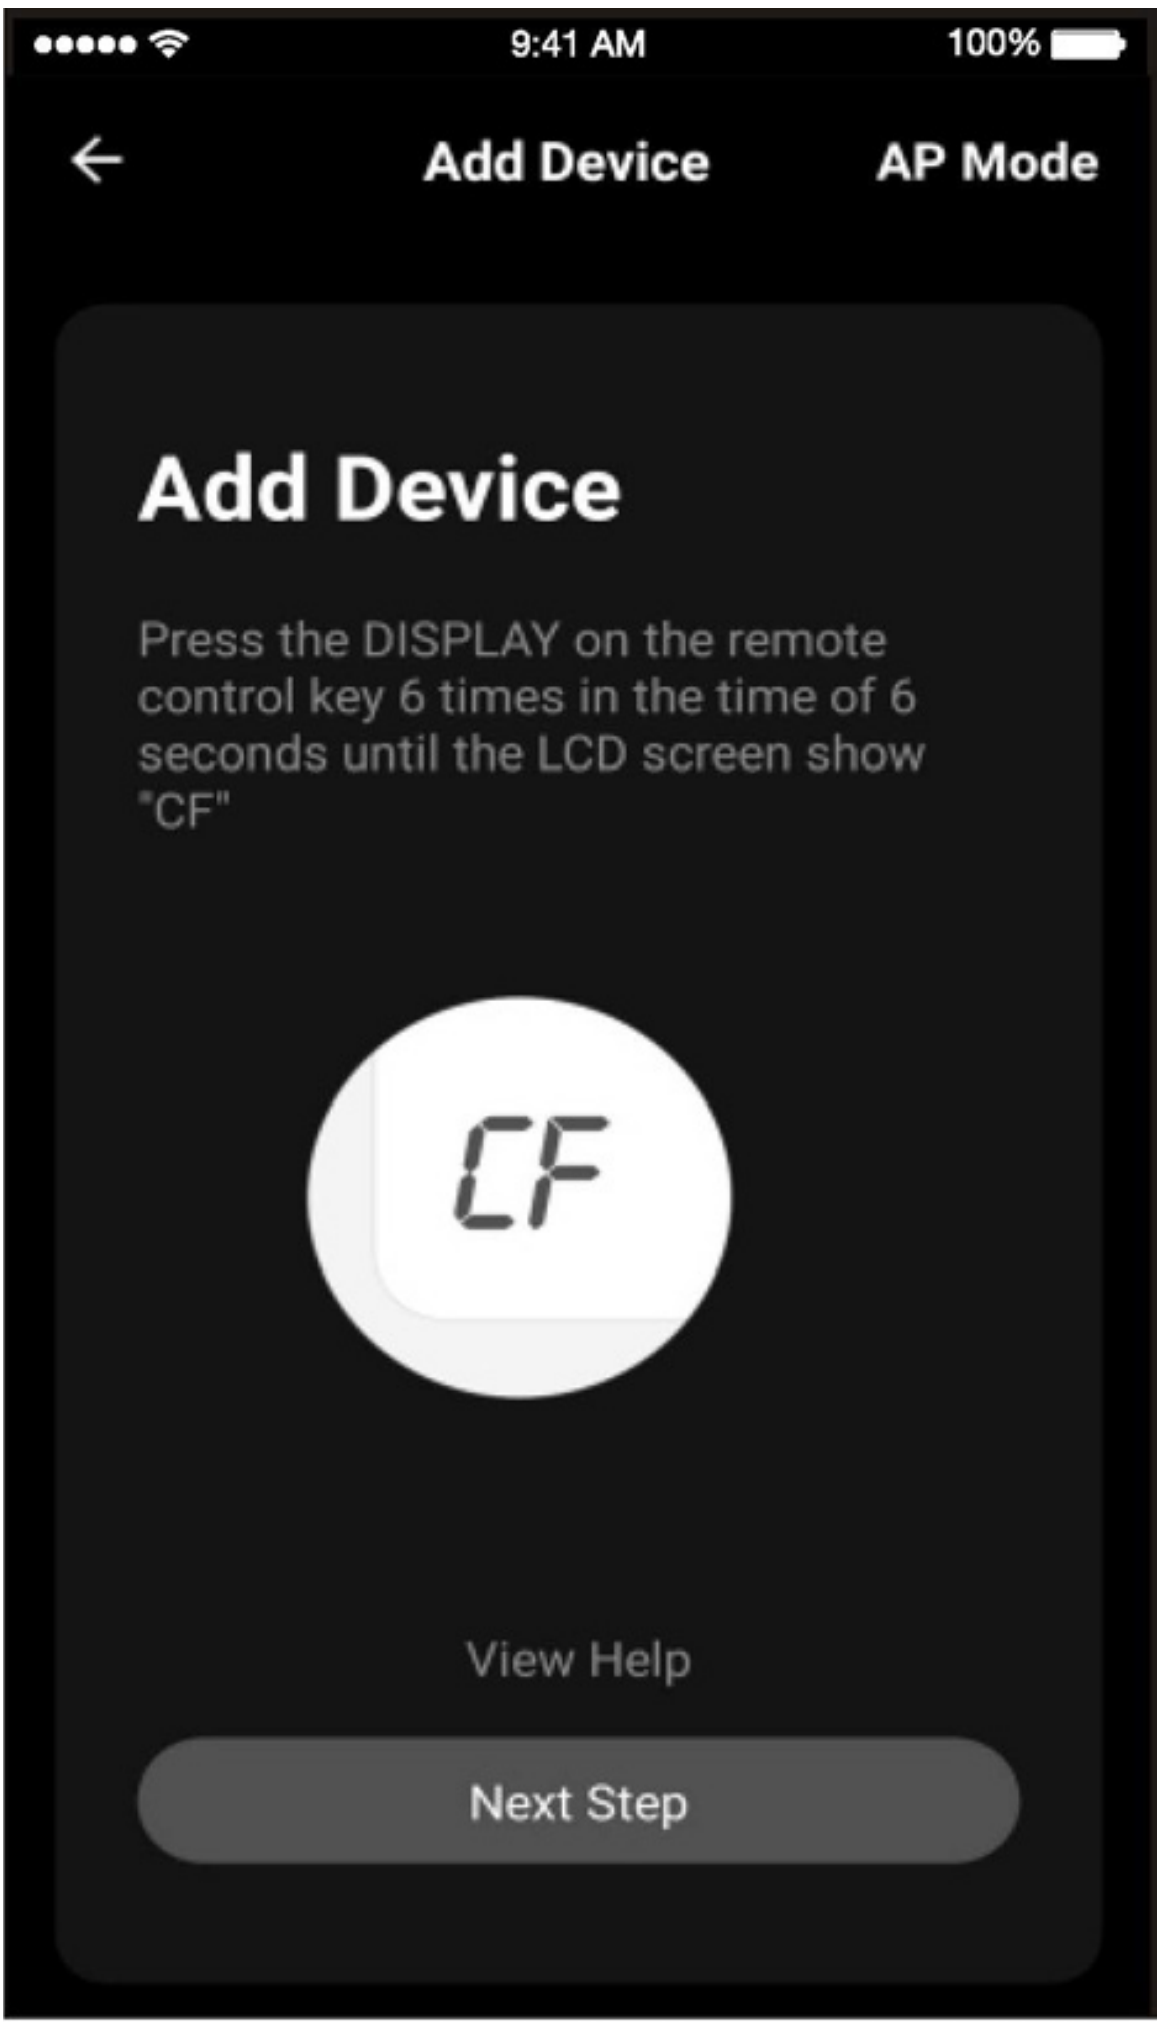 9:41 AM 100%
Add Device AP Mode
Add Device
Press the DISPLAY on the remote
control key 6 times in the time of 6
seconds until the LCD screen show
"CF"
CF
View Help
Next Step